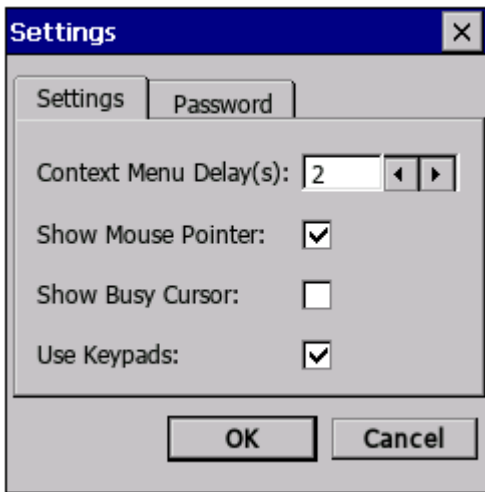 Settings
Settings Password
Context Menu Delay(s): 2
Show Mouse Pointer:
Show Busy Cursor:
Use Keypads:
OK Cancel